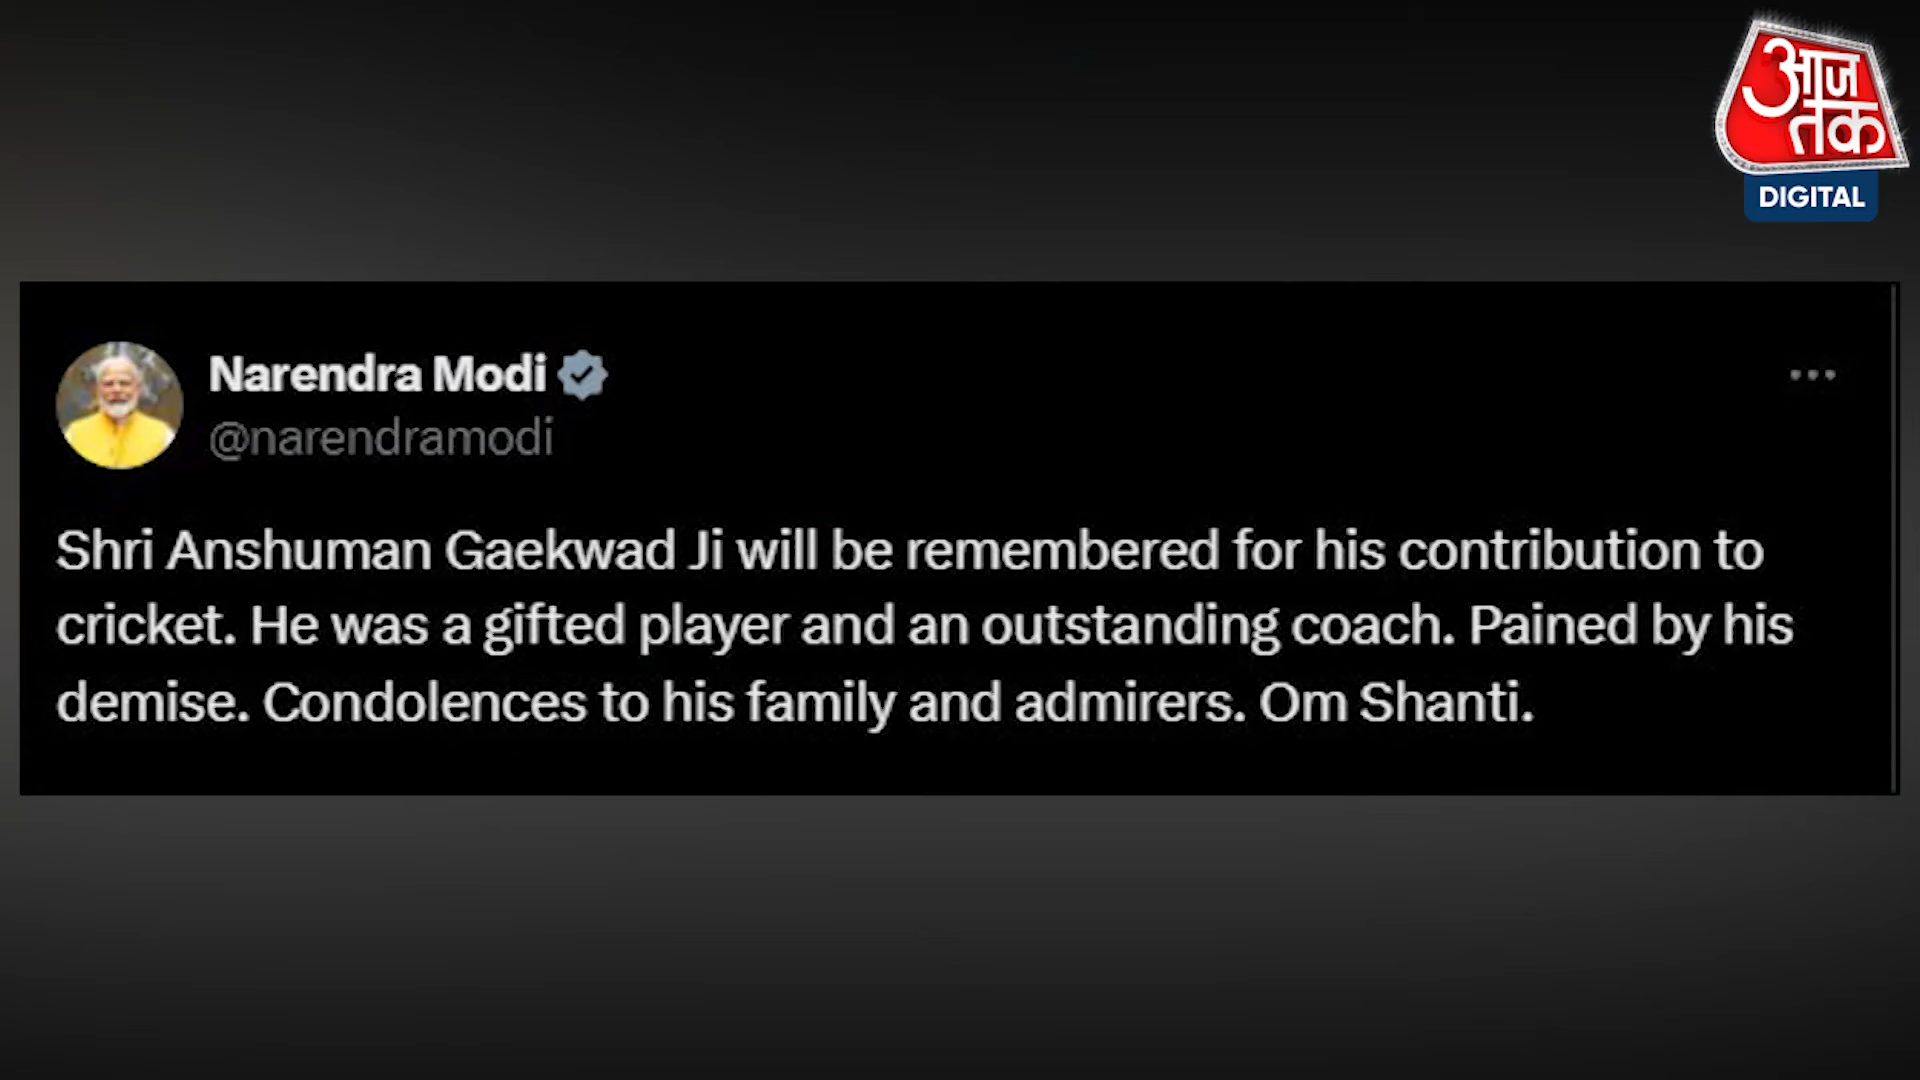 आज
तक
DIGITAL
Narendra Modi
@narendramodi
Shri Anshuman Gaekwad Ji will be remembered for his contribution to
cricket. He was a gifted player and an outstanding coach. Pained by his
demise. Condolences to his family and admirers. Om Shanti.